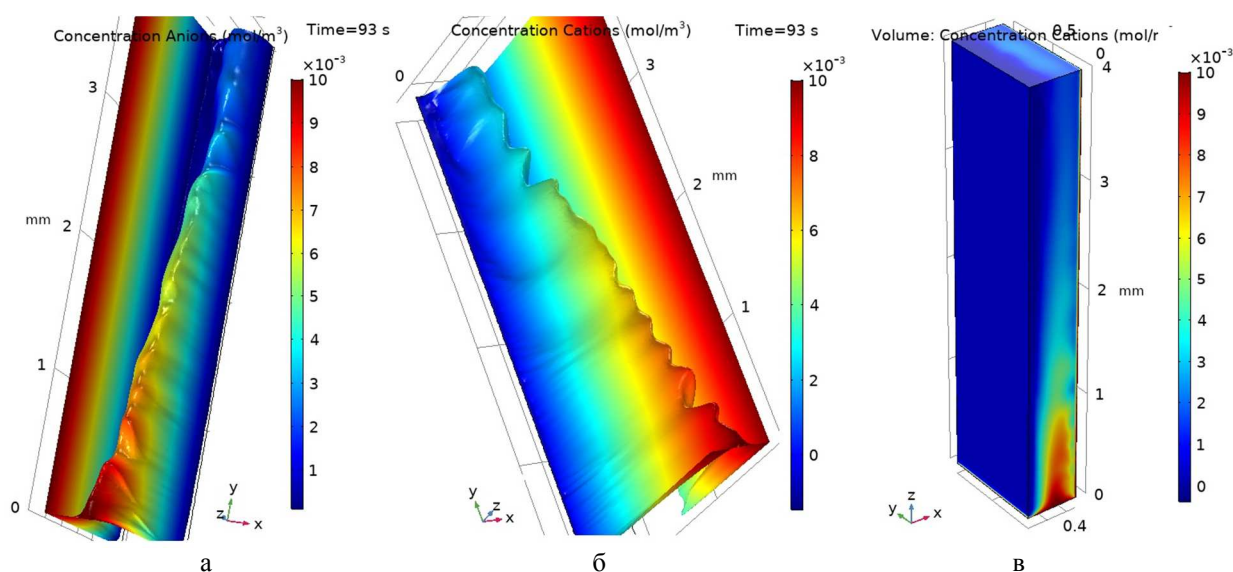 Concentration Anions (mol/m³)
Time=93 s
×10⁻³
10
9
8
7
6
5
4
3
2
1
3
2
1
0
mm
y
z
x
а
Concentration Cations (mol/m³)
Time=93 s
×10⁻³
10
8
6
4
2
0
0
3
2
1
mm
y
z
x
б
Volume: Concentration Cations (mol/r
0.5
0
4
3
2
1
0
mm
0.4
×10⁻³
10
9
8
7
6
5
4
3
2
1
0
z
y
x
в